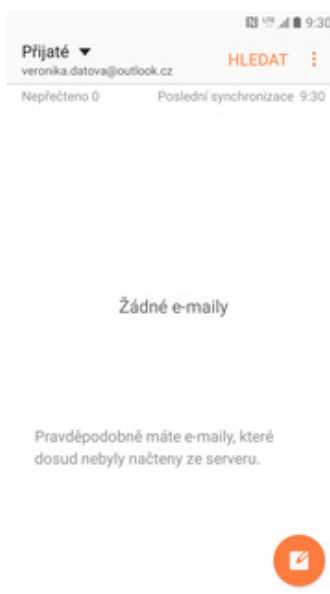 9:30
Přijaté
veronika.datova@outlook.cz
HLEDAT
Nepřečteno 0 Poslední synchronizace 9:30
Žádné e-maily
Pravděpodobně máte e-maily, které
dosud nebyly načteny ze serveru.